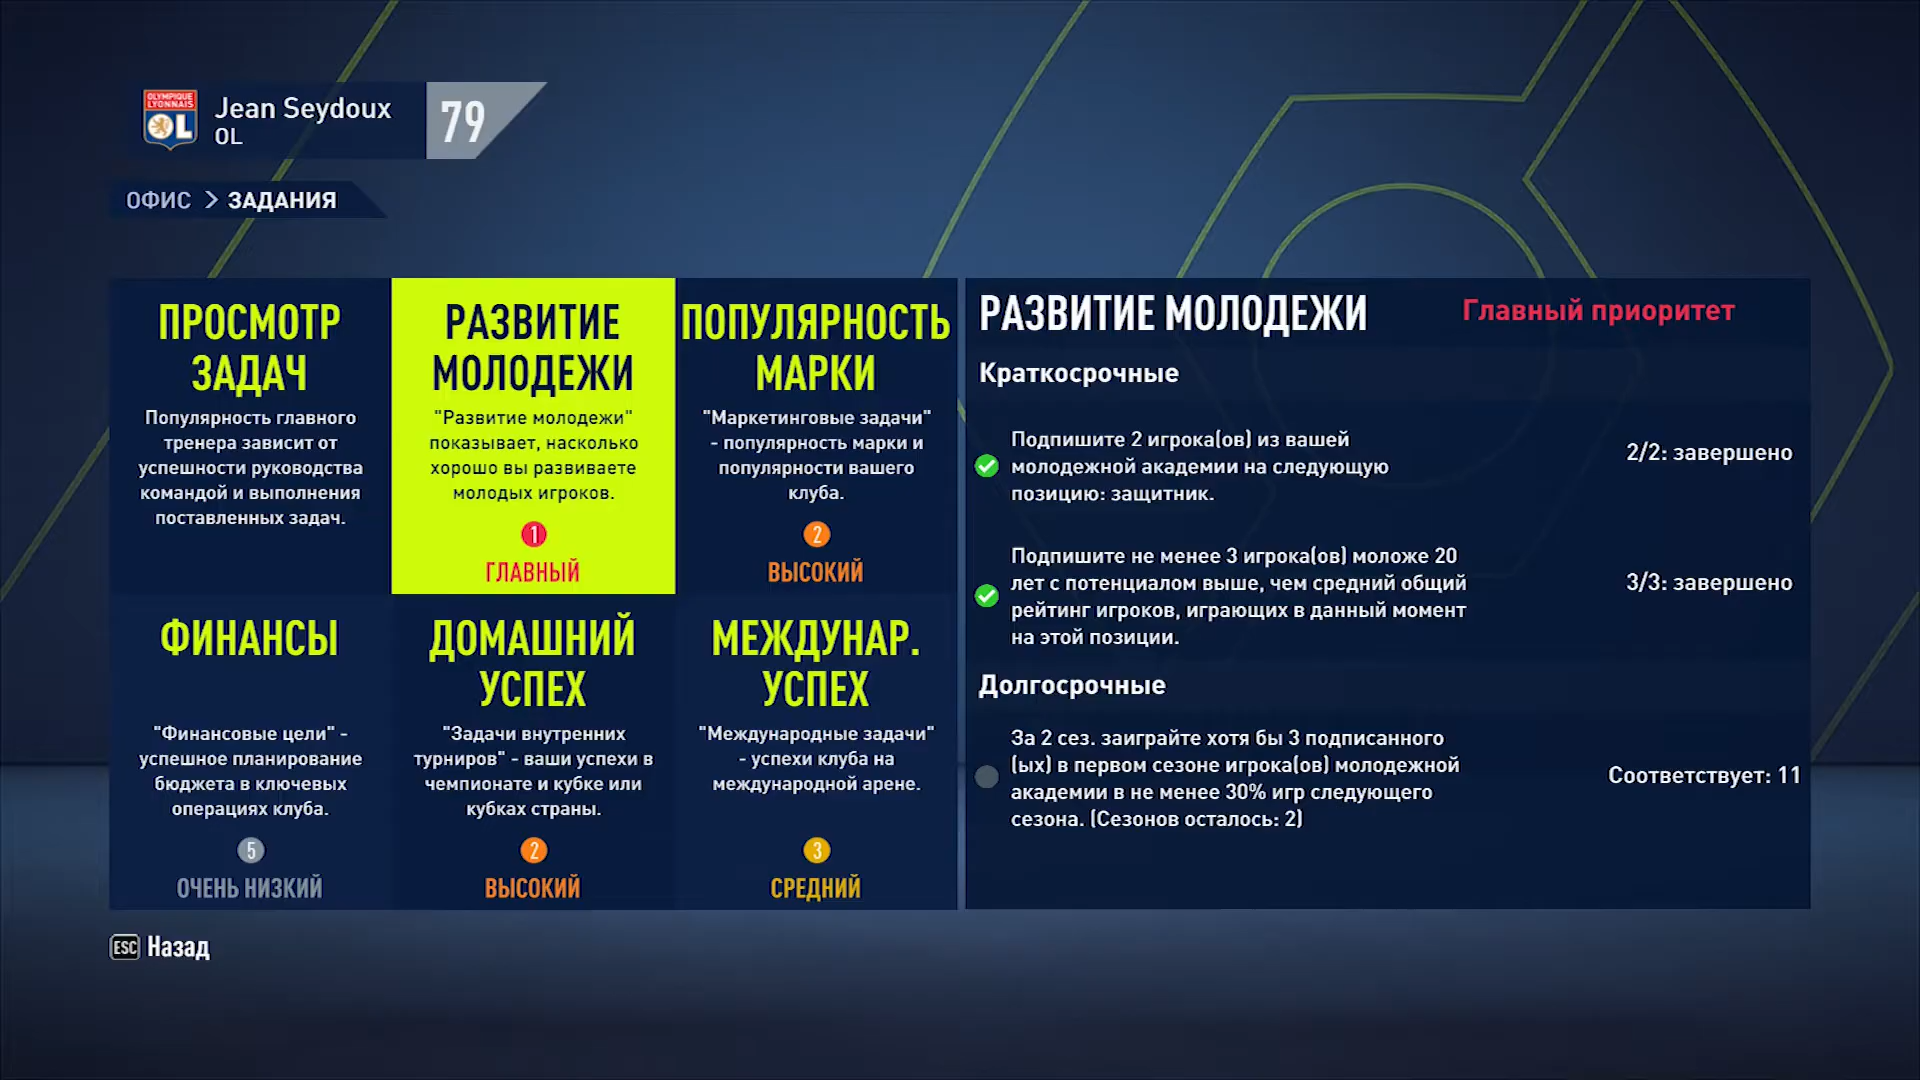 OLYMPIQUE
LYONNAIS
OL
Jean Seydoux
OL
79
ОФИС > ЗАДАНИЯ
ПРОСМОТР
ЗАДАЧ
Популярность главного
тренера зависит от
успешности руководства
командой и выполнения
поставленных задач.
РАЗВИТИЕ
МОЛОДЕЖИ
"Развитие молодежи"
показывает, насколько
хорошо вы развиваете
молодых игроков.
1
ГЛАВНЫЙ
ПОПУЛЯРНОСТЬ
МАРКИ
"Маркетинговые задачи"
- популярность марки и
популярности вашего
клуба.
2
ВЫСОКИЙ
ФИНАНСЫ
"Финансовые цели" -
успешное планирование
бюджета в ключевых
операциях клуба.
5
ОЧЕНЬ НИЗКИЙ
ДОМАШНИЙ
УСПЕХ
"Задачи внутренних
турниров" - ваши успехи в
чемпионате и кубке или
кубках страны.
2
ВЫСОКИЙ
МЕЖДУНАР.
УСПЕХ
"Международные задачи"
- успехи клуба на
международной арене.
3
СРЕДНИЙ
РАЗВИТИЕ МОЛОДЕЖИ
Главный приоритет
Краткосрочные
Подпишите 2 игрока(ов) из вашей
молодежной академии на следующую
позицию: защитник.
2/2: завершено
Подпишите не менее 3 игрока(ов) моложе 20
лет с потенциалом выше, чем средний общий
рейтинг игроков, играющих в данный момент
на этой позиции.
3/3: завершено
Долгосрочные
За 2 сез. заиграйте хотя бы 3 подписанного
(ых) в первом сезоне игрока(ов) молодежной
академии в не менее 30% игр следующего
сезона. (Сезонов осталось: 2)
Соответствует: 11
ESC Назад